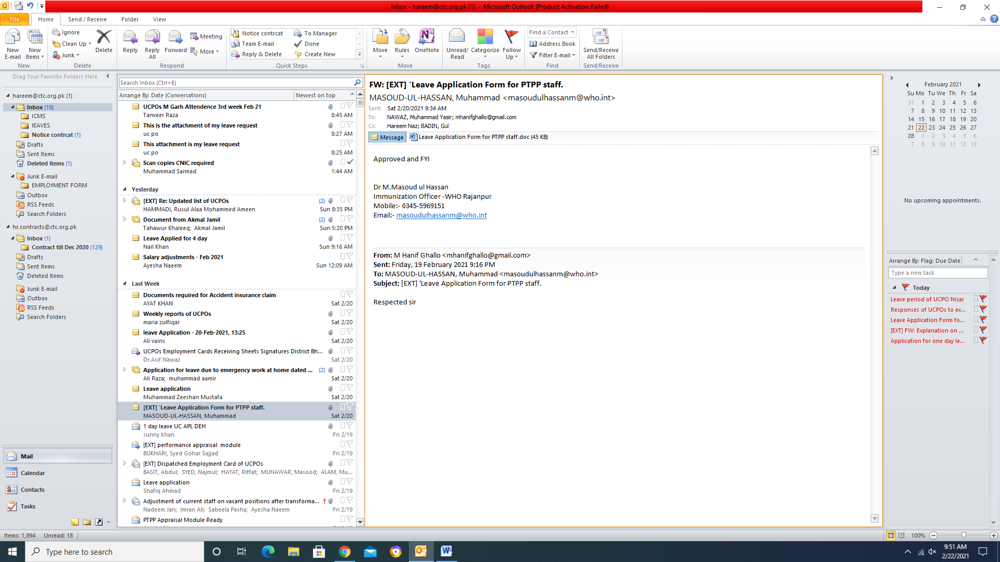 Inbox - hareem@ctc.org.pk (1) - Microsoft Outlook (Product Activation Failed)
File Home Send / Receive Folder View
New E-mail
New Items
New
Ignore
Clean Up
Junk
Delete
Delete
Reply
Reply All
Forward
Meeting
More
Respond
Notice contrcat
Team E-mail
Reply & Delete
To Manager
Done
Create New
Quick Steps
Move
Rules
OneNote
Move
Unread/ Read
Categorize
Follow Up
Tags
Find a Contact
Address Book
Filter E-mail
Find
Send/Receive All Folders
Send/Receive
Drag Your Favorite Folders Here
hareem@ctc.org.pk (1)
Inbox (18)
ICMS
IEAVES
Notice contrcat (1)
Drafts
Sent Items
Deleted Items (1)
Junk E-mail
EMPLOYMENT FORM
Outbox
RSS Feeds
Search Folders
hr.contracts@ctc.org.pk
Inbox (1)
Contract till Dec 2020 (129)
Drafts
Sent Items
Deleted Items
Junk E-mail
Outbox
RSS Feeds
Search Folders
Mail
Calendar
Contacts
Tasks
Search Inbox (Ctrl+E)
Arrange By: Date (Conversations) Newest on top
UCPOs M Garh Attendence 3rd week Feb 21
Tanveer Raza 8:45 AM
This is the attachment of my leave request
uc po 8:27 AM
This attachment is my leave request
uc po 8:25 AM
Scan copies CNIC required
Muhammad Sarmad 1:44 AM
Yesterday
[EXT] Re: Updated list of UCPOs (2)
HAMMADI, Rusul Alaa Mohammed Ameen Sun 8:35 PM
Document from Akmal Jamil (2)
Tahawur Khaleeq; Akmal Jamil Sun 5:20 PM
Leave Applied for 4 day
Nail Khan Sun 9:16 AM
Salary adjustments - Feb 2021
Ayesha Naeem Sun 12:09 AM
Last Week
Documents required for Accident insurance claim
AYAT KHAN Sat 2/20
Weekly reports of UCPOs
maria zulfiqar Sat 2/20
leave Application - 20-Feb-2021, 13:25
Ali vains Sat 2/20
UCPOs Employment Cards Receiving Sheets Signatures District Bh...
Dr.Asif Nawaz Sat 2/20
Application for leave due to emergency work at home dated ... (2)
Ali Raza; muhammad aamir Sat 2/20
Leave application
Muhammad Zeeshan Mustafa Sat 2/20
[EXT] 'Leave Application Form for PTPP staff.
MASOUD-UL-HASSAN, Muhammad Sat 2/20
1 day leave UC APL DEH
sunny khan Fri 2/19
[EXT] performance appraisal module
BUKHARI, Syed Gohar Sajjad Fri 2/19
[EXT] Dispatched Employment Card of UCPOs
BASIT, Abdul; SYED, Najmul; HAYAT, Riffat; MUNAWAR, Masood; ALAM, Mu... Fri 2/19
Leave application
Shafiq Ahmad Fri 2/19
Adjustment of current staff on vacant positions after transforma...
Nadeem Jan; Imran Ali; Sabeela Pasha; Ayesha Naeem Fri 2/19
PTPP Appraisal Module Ready
FW: [EXT] 'Leave Application Form for PTPP staff.
MASOUD-UL-HASSAN, Muhammad <masoudulhassanm@who.int>
Sent: Sat 2/20/2021 9:34 AM
To: NAWAZ, Muhammad Yasir; mhanifghallo@gmail.com
Cc: Hareem Naz; BADIN, Gul
Message Leave Application Form for PTPP staff.doc (45 KB)
Approved and FYI
Dr M.Masoud ul Hassan
Immunization Officer -WHO Rajanpur
Mobile:- 0345-5969151
Email:- masoudulhassanm@who.int
From: M Hanif Ghallo <mhanifghallo@gmail.com>
Sent: Friday, 19 February 2021 9:16 PM
To: MASOUD-UL-HASSAN, Muhammad <masoudulhassanm@who.int>
Subject: [EXT] 'Leave Application Form for PTPP staff.
Respected sir
February 2021
Su Mo Tu We Th Fr Sa
31 1 2 3 4 5 6
7 8 9 10 11 12 13
14 15 16 17 18 19 20
21 22 23 24 25 26 27
28 1 2 3 4 5 6
7 8 9 10 11 12 13
No upcoming appointments.
Arrange By: Flag: Due Date
Type a new task
Today
Leave period of UCPO Nisar
Responses of UCPOs to ex...
Leave Application Form fo...
[EXT] FW: Explanation on ...
Application for one day le...
Items: 1,894 Unread: 18
100%
Type here to search
9:51 AM
2/22/2021